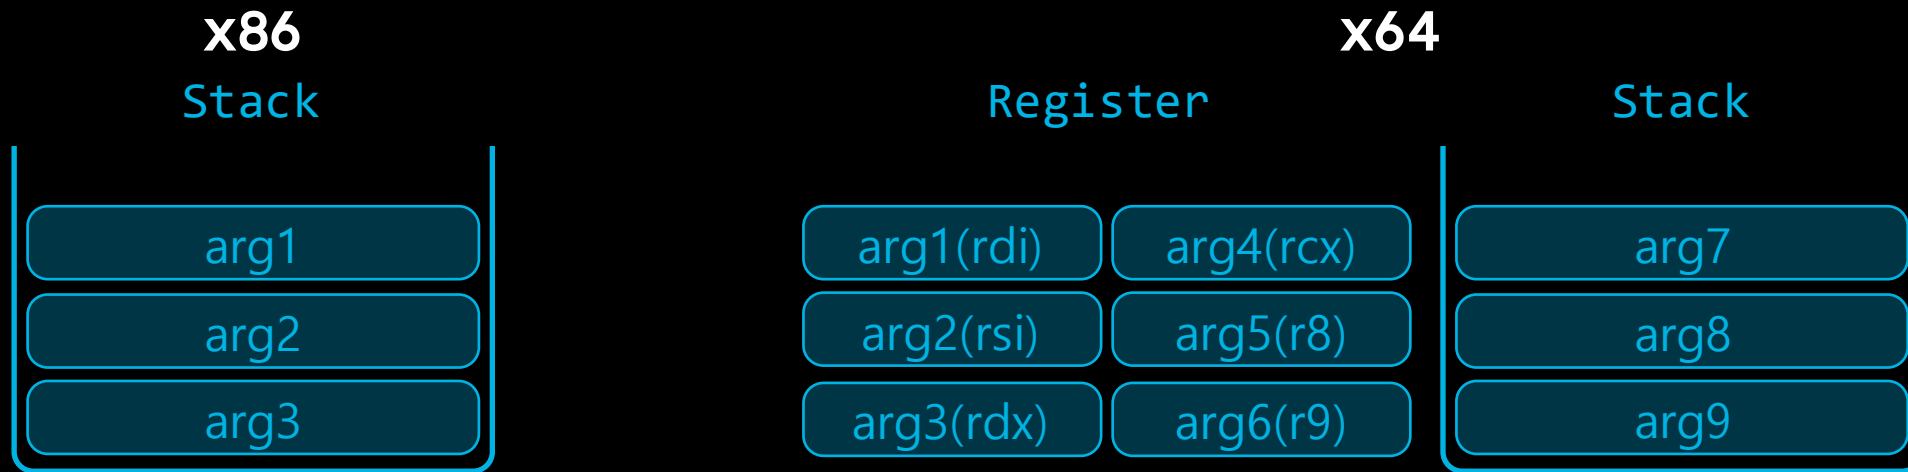 x86
Stack
arg1
arg2
arg3
x64
Register
arg1(rdi)
arg2(rsi)
arg3(rdx)
arg4(rcx)
arg5(r8)
arg6(r9)
Stack
arg7
arg8
arg9